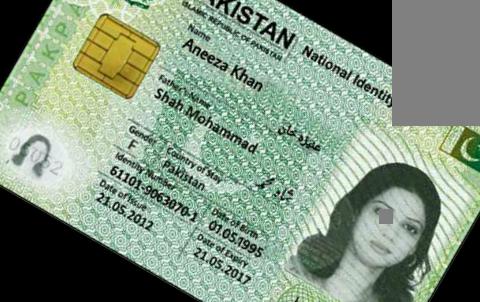 PAKISTAN
National Identity
ISLAMIC REPUBLIC OF PAKISTAN
Name
Aneeza Khan
Father's Name
Shah Mohammad
عنیزہ خان
Gender
Country of Stay
F
Pakistan
شاہ محمد
Identity Number
Date of Birth
61101-9063070-1
01.05.1995
Date of Issue
Date of Expiry
21.05.2012
21.05.2017